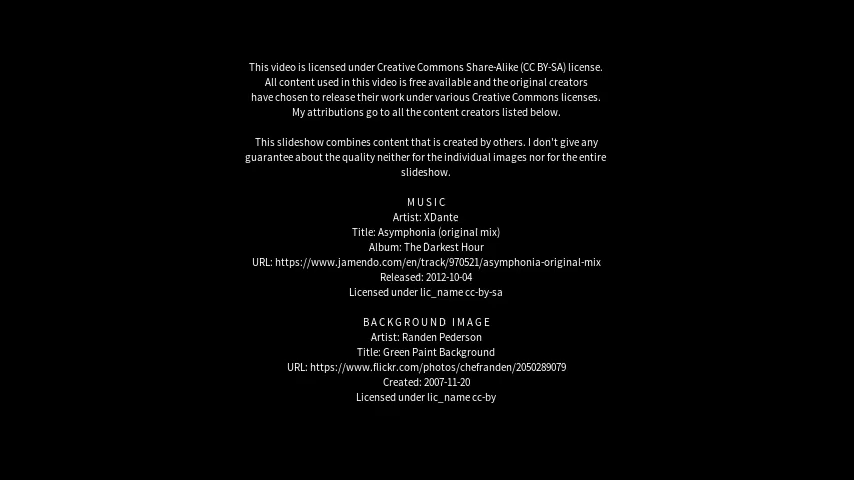 This video is licensed under Creative Commons Share-Alike (CC BY-SA) license.
All content used in this video is free available and the original creators
have chosen to release their work under various Creative Commons licenses.
My attributions go to all the content creators listed below.
This slideshow combines content that is created by others. I don't give any
guarantee about the quality neither for the individual images nor for the entire
slideshow.
MUSIC
Artist: XDante
Title: Asymphonia (original mix)
Album: The Darkest Hour
URL: https://www.jamendo.com/en/track/970521/asymphonia-original-mix
Released: 2012-10-04
Licensed under lic_name cc-by-sa
BACKGROUND IMAGE
Artist: Randen Pederson
Title: Green Paint Background
URL: https://www.flickr.com/photos/chefranden/2050289079
Created: 2007-11-20
Licensed under lic_name cc-by